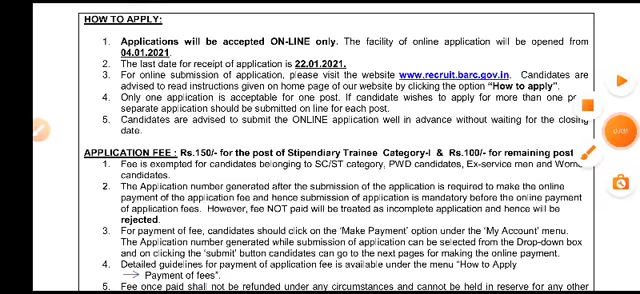 HOW TO APPLY:
1. Applications will be accepted ON-LINE only. The facility of online application will be opened from
04.01.2021.
2. The last date for receipt of application is 22.01.2021.
3. For online submission of application, please visit the website www.recruit.barc.gov.in. Candidates are
advised to read instructions given on home page of our website by clicking the option "How to apply".
4. Only one application is acceptable for one post. If candidate wishes to apply for more than one
separate application should be submitted on line for each post.
5. Candidates are advised to submit the ONLINE application well in advance without waiting for the closing
date.
APPLICATION FEE : Rs.150/- for the post of Stipendiary Trainee Category-I & Rs.100/- for remaining post
1. Fee is exempted for candidates belonging to SC/ST category, PWD candidates, Ex-service men and
candidates.
2. The Application number generated after the submission of the application is required to make the online
payment of the application fee and hence submission of application is mandatory before the online payment
of application fees. However, fee NOT paid will be treated as incomplete application and hence will be
rejected.
3. For payment of fee, candidates should click on the 'Make Payment' option under the 'My Account' menu.
The Application number generated while submission of application can be selected from the Drop-down box
and on clicking the 'submit' button candidates can go to the next pages for making the online payment.
4. Detailed guidelines for payment of application fee is available under the menu "How to Apply
→ Payment of fees".
5. Fee once paid shall not be refunded under any circumstances and cannot be held in reserve for any other